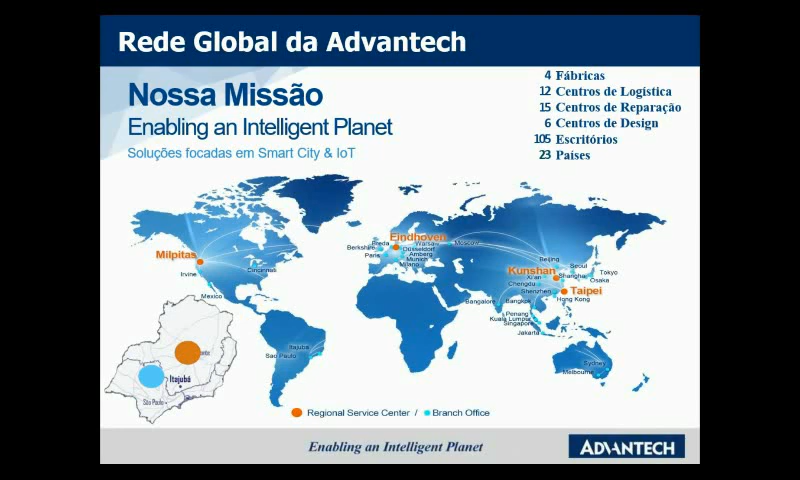 Rede Global da Advantech
Nossa Missão
Enabling an Intelligent Planet
Soluções focadas em Smart City & IoT
4 Fábricas
12 Centros de Logística
15 Centros de Reparação
6 Centros de Design
105 Escritórios
23 Países
Milpitas
Irvine
Cincinnati
Mexico
Itajubá
Sao Paulo
Eindhoven
Breda
Berkshire
Paris
Warsaw
Düsseldorf
Amberg
Munich
Milano
Moscow
Beijing
Seoul
Tokyo
Osaka
Kunshan
Xi'an
Shanghai
Chengdu
Shenzhen
Taipei
Hong Kong
Bangalore
Bangkok
Penang
Kuala Lumpur
Singapore
Jakarta
Sydney
Melbourne
Itajubá
São Paulo
Regional Service Center / Branch Office
Enabling an Intelligent Planet
ADVANTECH